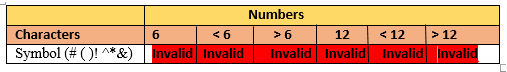 Numbers
Characters 6 < 6 > 6 12 < 12 > 12
Symbol (# ( )! ^*&) Invalid Invalid Invalid Invalid Invalid Invalid